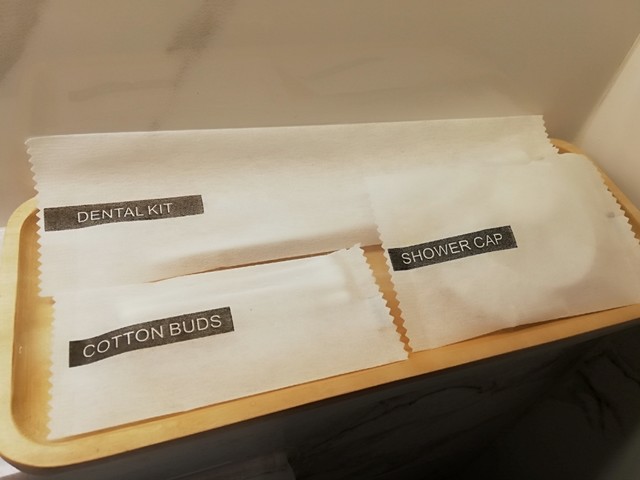 DENTAL KIT
SHOWER CAP
COTTON BUDS